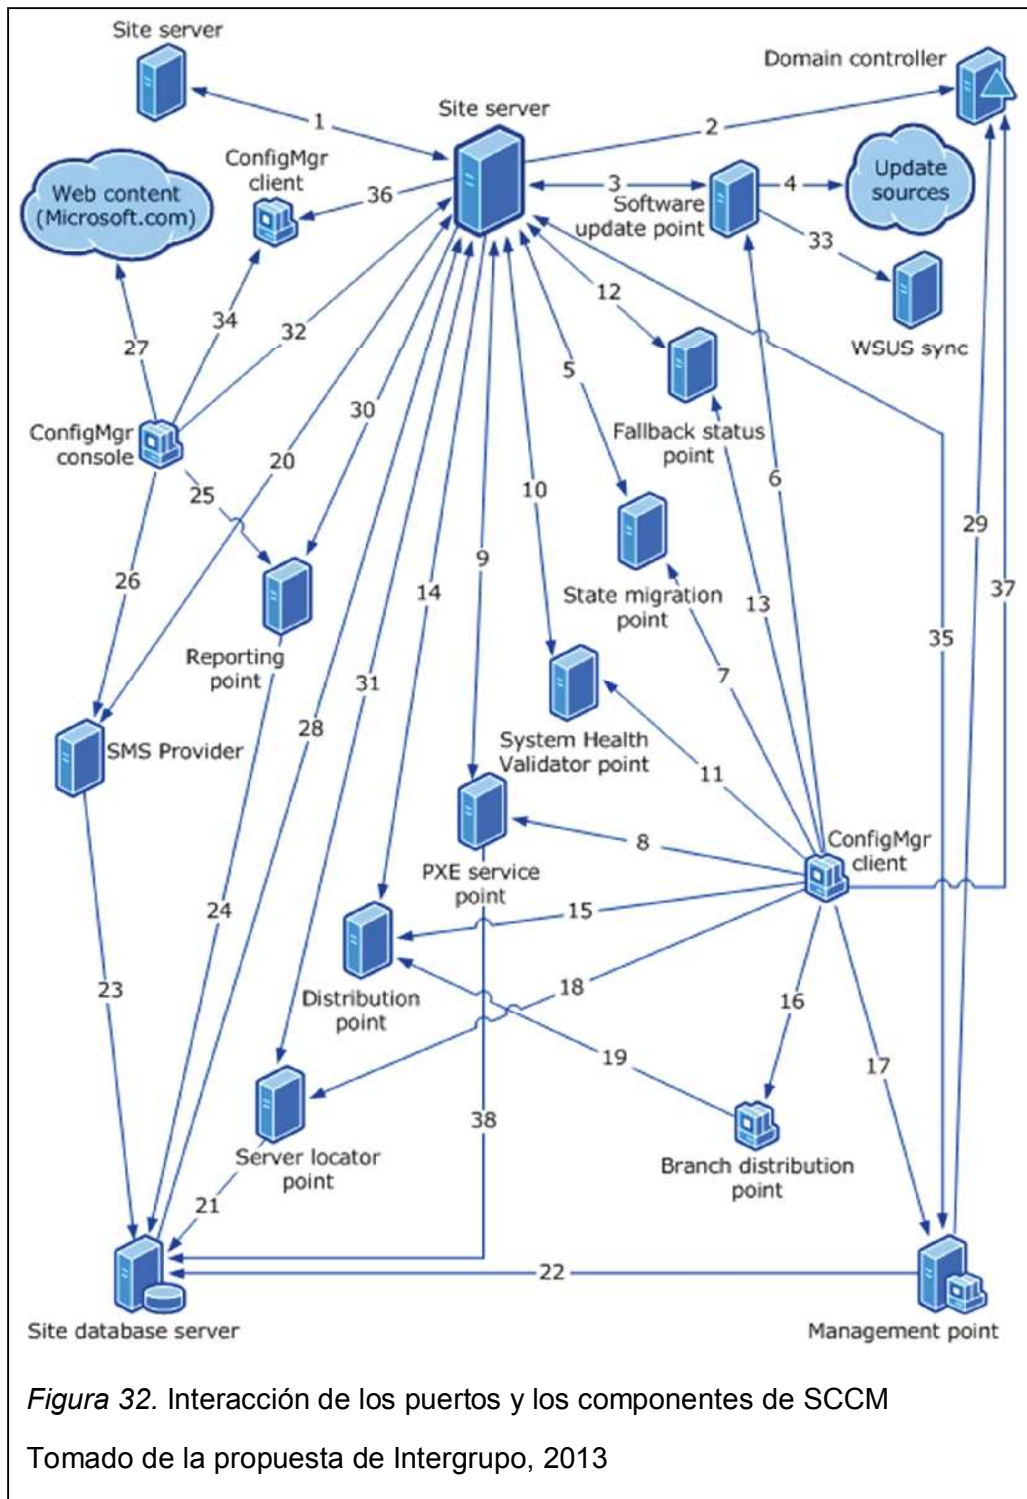 Site server
Domain controller
Site server
1
2
ConfigMgr
client
Web content
(Microsoft.com)
36
3
Software
update point
4
Update
sources
33
WSUS sync
12
34
32
27
5
30
Fallback status
point
ConfigMgr
console
20
25
10
6
29
9
26
14
State migration
point
13
37
Reporting
point
35
31
7
28
SMS Provider
System Health
Validator point
11
ConfigMgr
client
8
PXE service
point
24
15
23
Distribution
point
18
16
19
17
38
Server locator
point
Branch distribution
point
21
22
Site database server
Management point
Figura 32. Interacción de los puertos y los componentes de SCCM
Tomado de la propuesta de Intergrupo, 2013